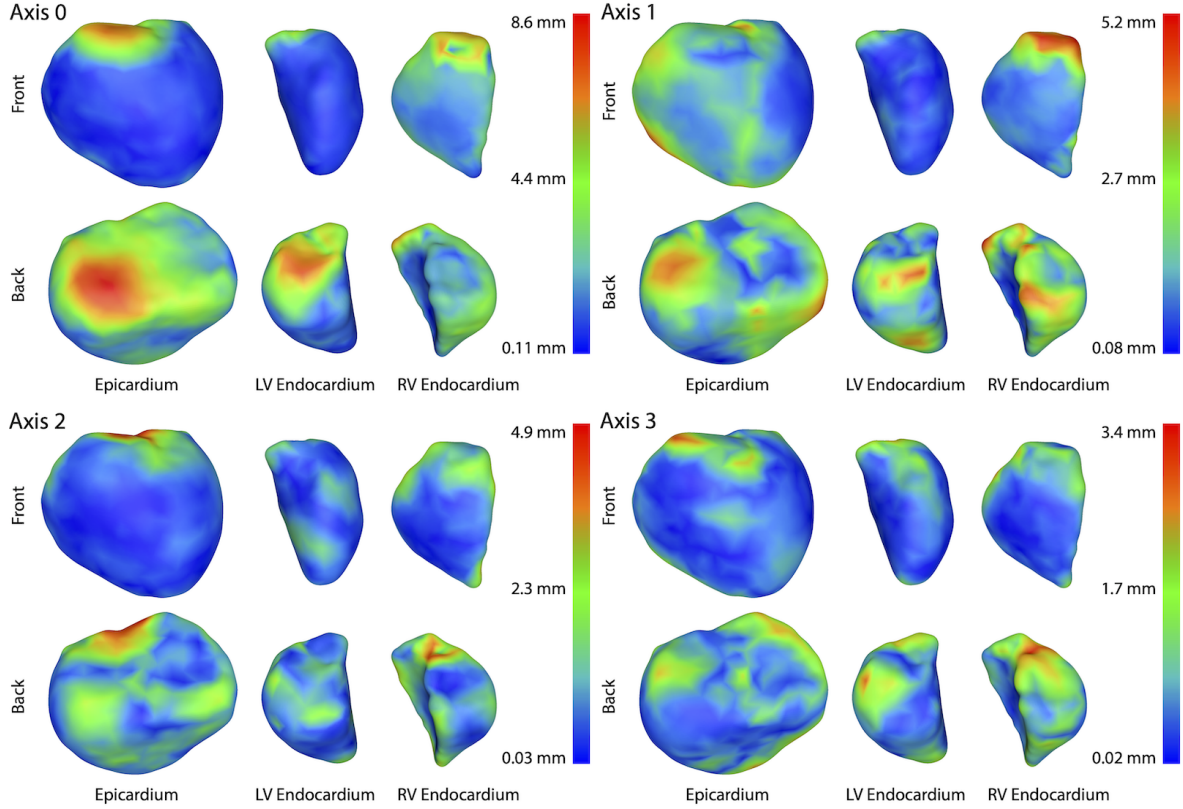 Axis 0
Front
Back
8.6 mm
4.4 mm
0.11 mm
Epicardium
LV Endocardium
RV Endocardium
Axis 1
Front
Back
5.2 mm
2.7 mm
0.08 mm
Epicardium
LV Endocardium
RV Endocardium
Axis 2
Front
Back
4.9 mm
2.3 mm
0.03 mm
Epicardium
LV Endocardium
RV Endocardium
Axis 3
Front
Back
3.4 mm
1.7 mm
0.02 mm
Epicardium
LV Endocardium
RV Endocardium